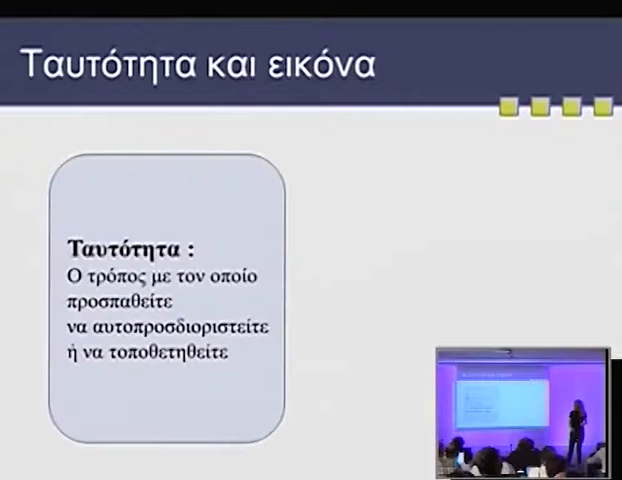 Ταυτότητα και εικόνα
Ταυτότητα :
Ο τρόπος με τον οποίο
προσπαθείτε
να αυτοπροσδιοριστείτε
ή να τοποθετηθείτε